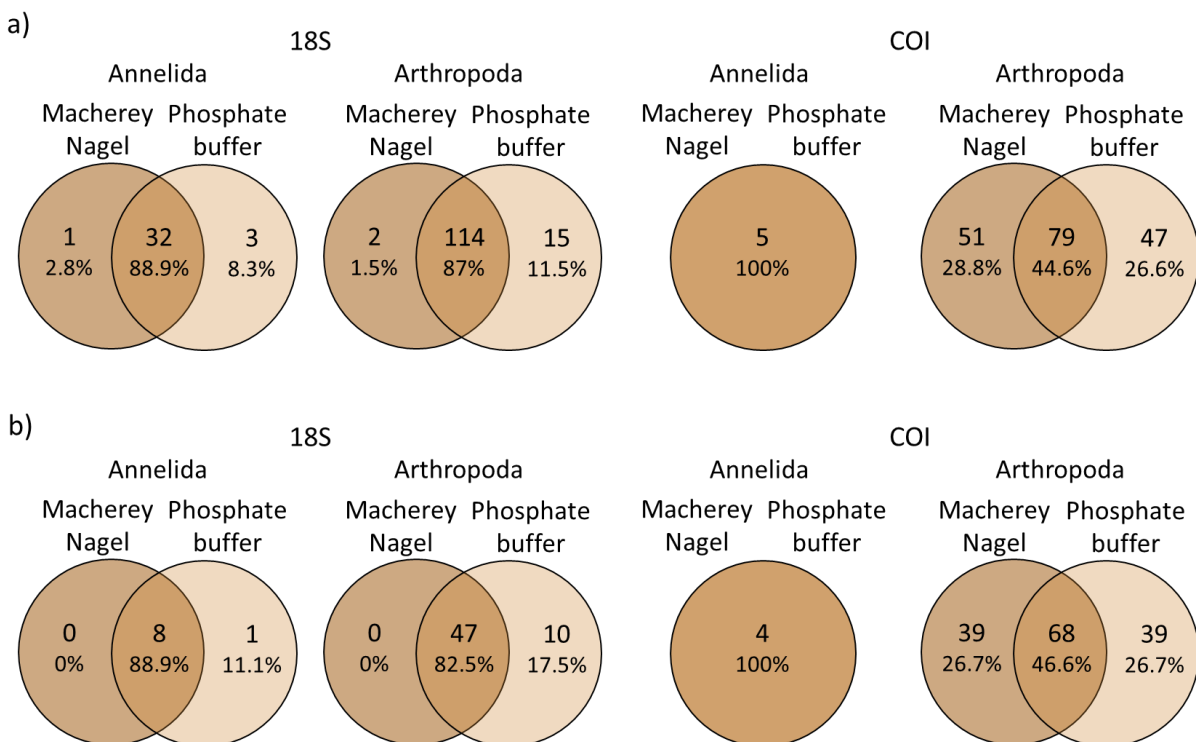 a)
18S
COI
Annelida
Arthropoda
Annelida
Arthropoda
Macherey Nagel
Phosphate buffer
Macherey Nagel
Phosphate buffer
Macherey Nagel
Phosphate buffer
Macherey Nagel
Phosphate buffer
1
2.8%
32
88.9%
3
8.3%
2
1.5%
114
87%
15
11.5%
5
100%
51
28.8%
79
44.6%
47
26.6%
b)
18S
COI
Annelida
Arthropoda
Annelida
Arthropoda
Macherey Nagel
Phosphate buffer
Macherey Nagel
Phosphate buffer
Macherey Nagel
Phosphate buffer
Macherey Nagel
Phosphate buffer
0
0%
8
88.9%
1
11.1%
0
0%
47
82.5%
10
17.5%
4
100%
39
26.7%
68
46.6%
39
26.7%